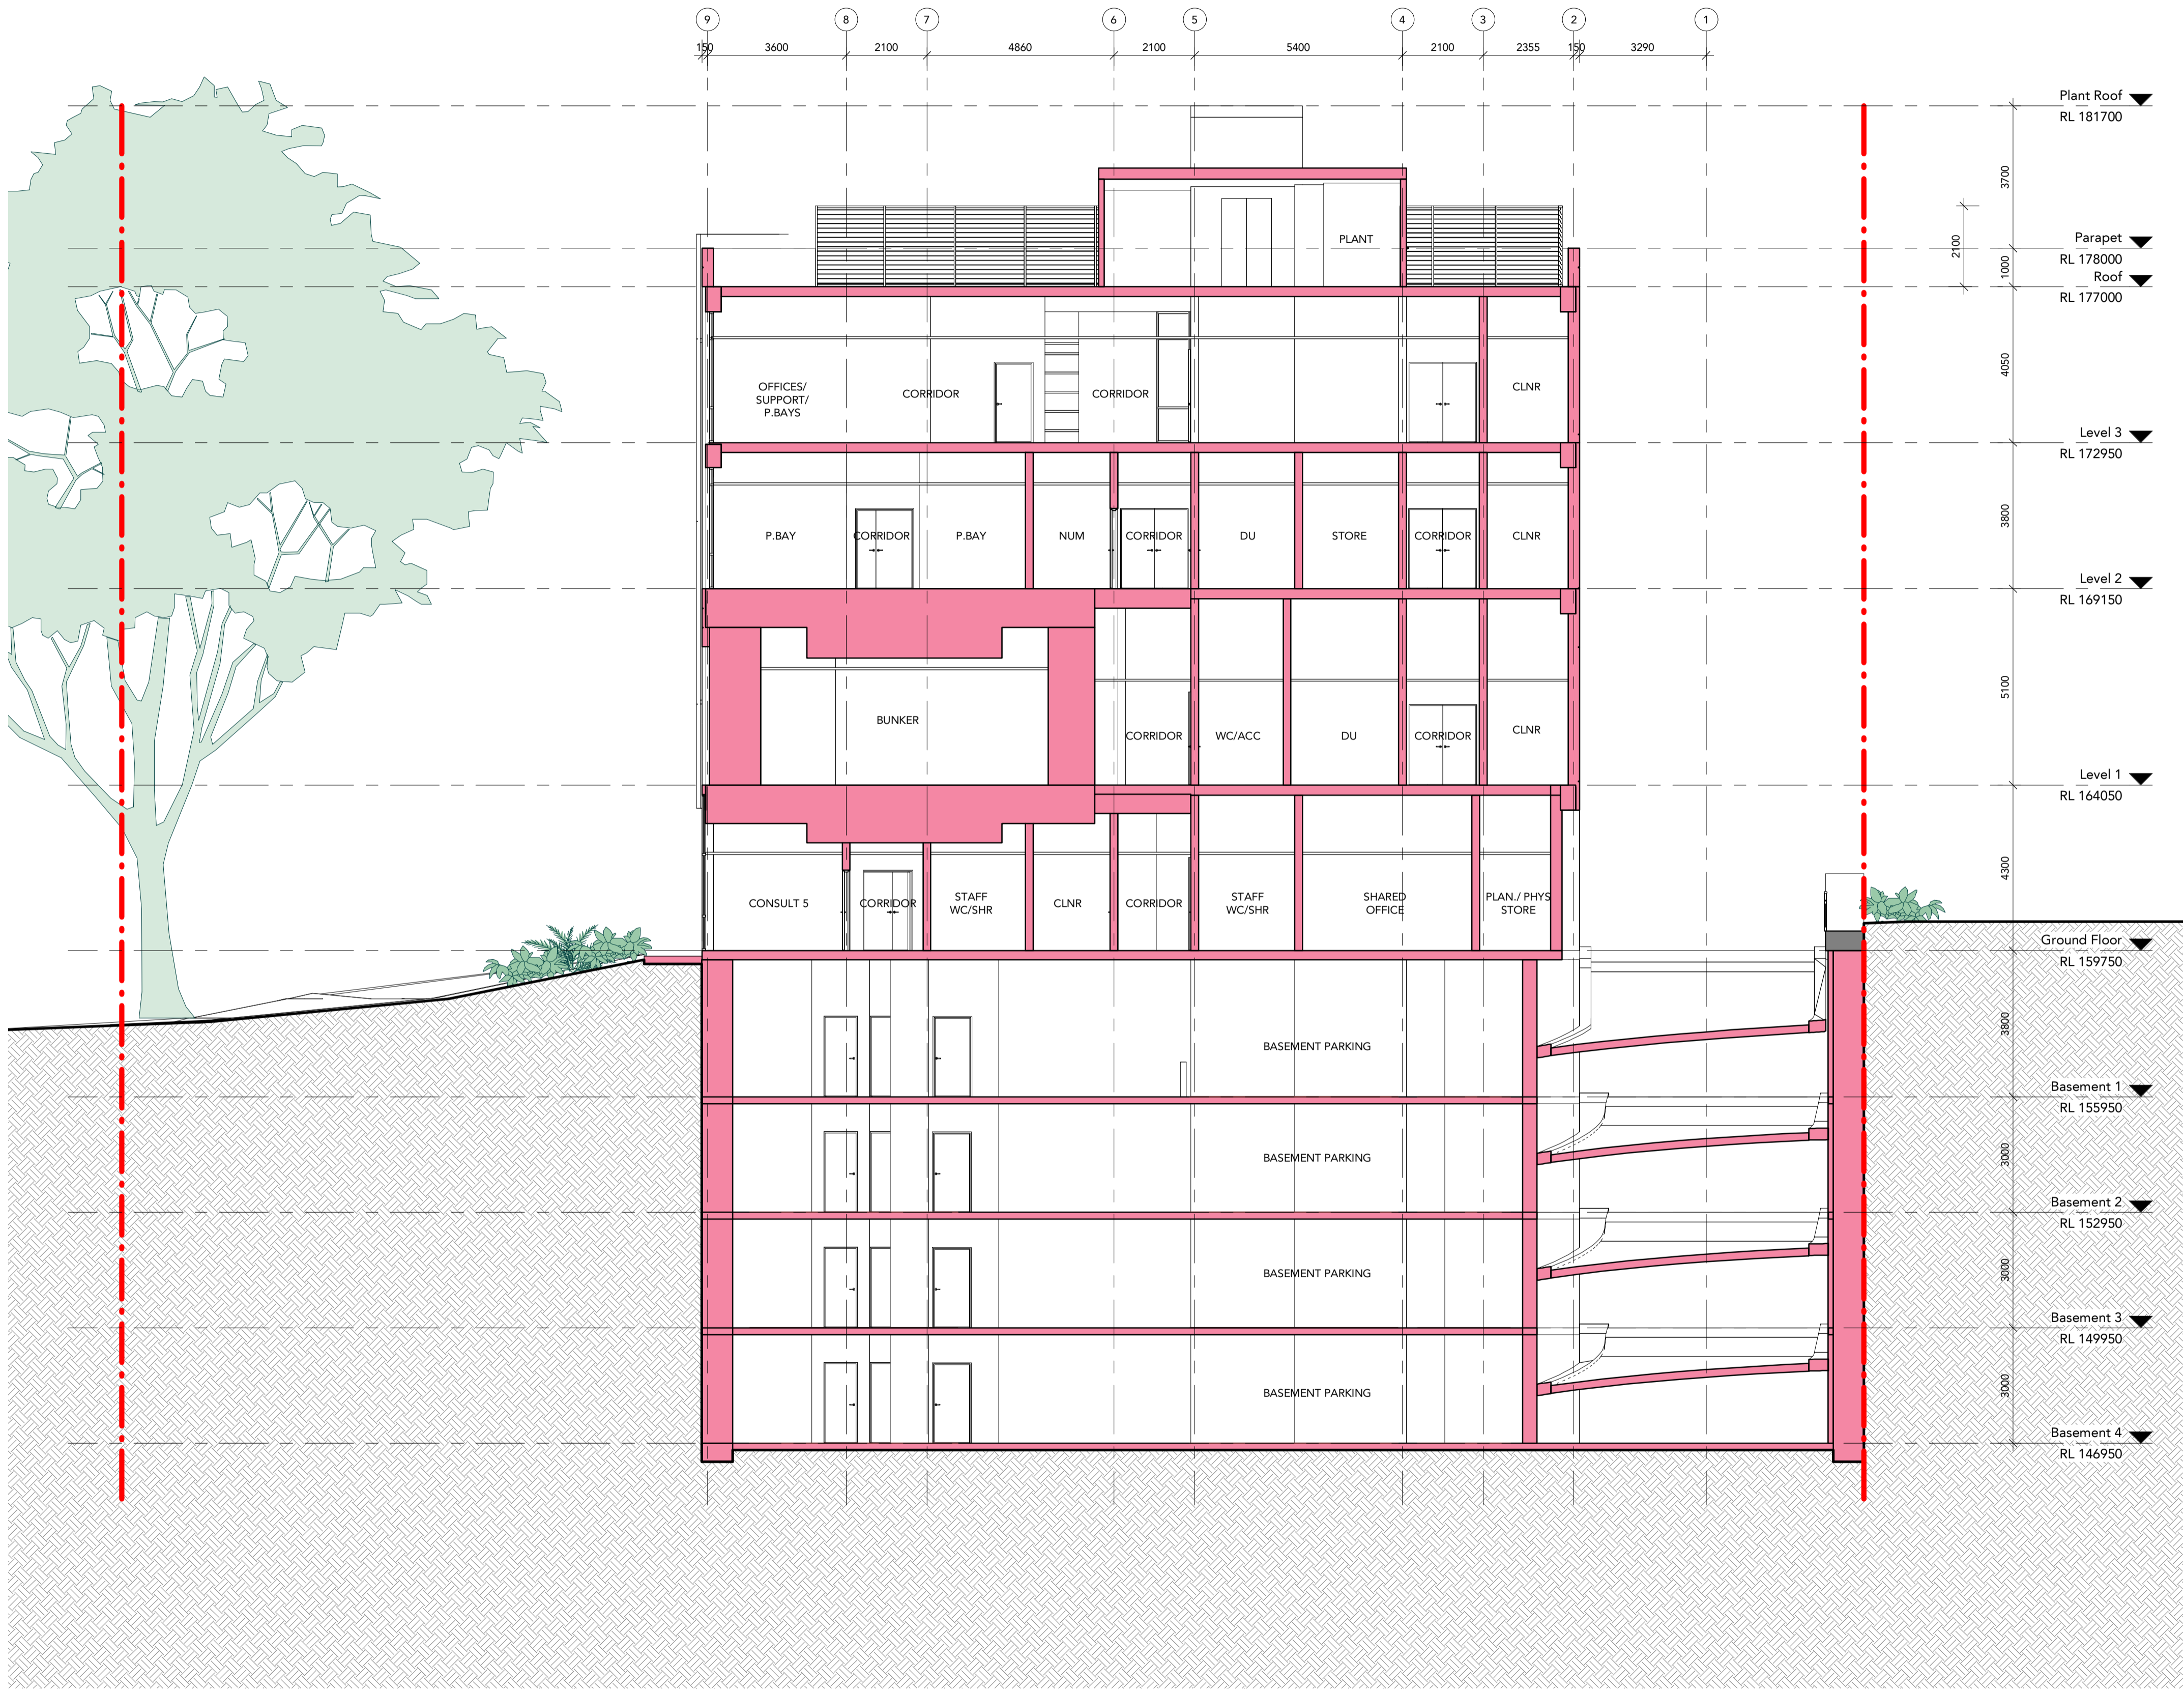 9 8 7 6 5 4 3 2 1
150 3600 2100 4860 2100 5400 2100 2355 150 3290
Plant Roof
RL 181700
3700
Parapet
RL 178000
2100
1000
Roof
RL 177000
PLANT
4050
OFFICES/
SUPPORT/
P.BAYS
CORRIDOR
CORRIDOR
CLNR
Level 3
RL 172950
3800
P.BAY CORRIDOR P.BAY NUM CORRIDOR DU STORE CORRIDOR CLNR
Level 2
RL 169150
5100
BUNKER
CORRIDOR WC/ACC DU CORRIDOR CLNR
Level 1
RL 164050
4300
CONSULT 5
CORRIDOR
STAFF
WC/SHR
CLNR
CORRIDOR
STAFF
WC/SHR
SHARED
OFFICE
PLAN./ PHYS
STORE
Ground Floor
RL 159750
3800
BASEMENT PARKING
Basement 1
RL 155950
3000
BASEMENT PARKING
Basement 2
RL 152950
3000
BASEMENT PARKING
Basement 3
RL 149950
3000
BASEMENT PARKING
Basement 4
RL 146950